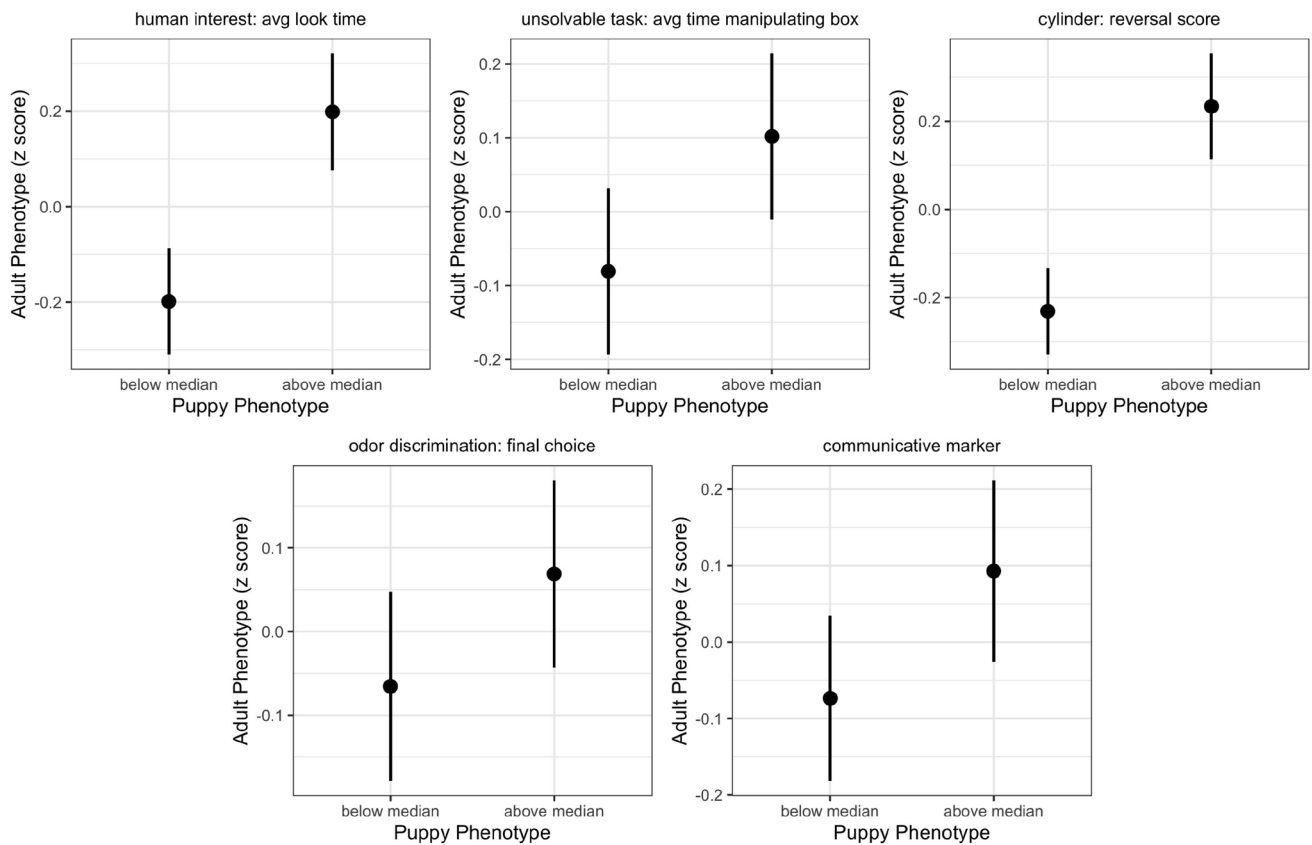 human interest: avg look time
unsolvable task: avg time manipulating box
cylinder: reversal score
Adult Phenotype (z score)
0.2
0.0
-0.2
below median above median
Puppy Phenotype
Adult Phenotype (z score)
0.2
0.1
0.0
-0.1
-0.2
below median above median
Puppy Phenotype
Adult Phenotype (z score)
0.2
0.0
-0.2
below median above median
Puppy Phenotype
odor discrimination: final choice
communicative marker
Adult Phenotype (z score)
0.1
0.0
-0.1
below median above median
Puppy Phenotype
Adult Phenotype (z score)
0.2
0.1
0.0
-0.1
-0.2
below median above median
Puppy Phenotype